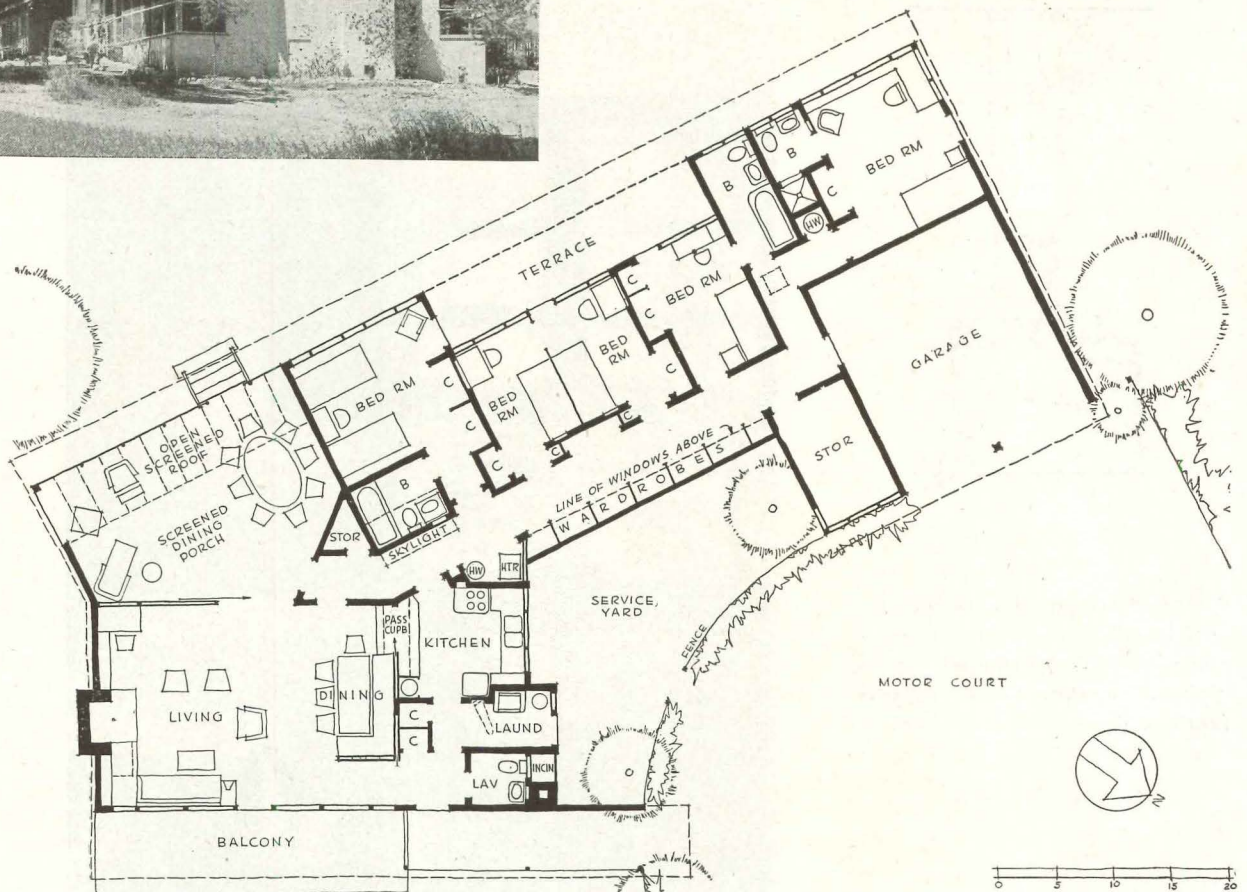 TERRACE
B
B
BED RM
C
HW
BED RM
C
C
C
BED
RM
BED
RM
C
C
BED RM
C
C
C
GARAGE
STOR
LINE OF WINDOWS ABOVE
WARDROBES
OPEN
SCREENED
ROOF
SCREENED
DINING
PORCH
B
STOR
SKYLIGHT
HW
HTR
SERVICE,
YARD
FENCE
PASS
CUPB
KITCHEN
DINING
LIVING
C
C
LAUND
LAV
INCIN
BALCONY
MOTOR COURT
N
0 5 10 15 20